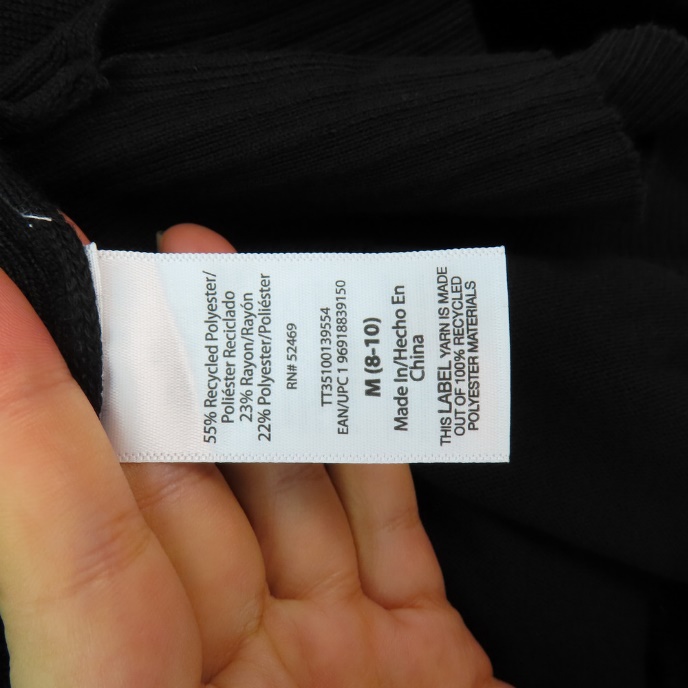 55% Recycled Polyester/
Poliéster Reciclado
23% Rayon/Rayón
22% Polyester/Poliéster
RN# 52469
TT35100139554
EAN/UPC 1 96918839150
M (8-10)
Made In/Hecho En
China
THIS LABEL YARN IS MADE
OUT OF 100% RECYCLED
POLYESTER MATERIALS